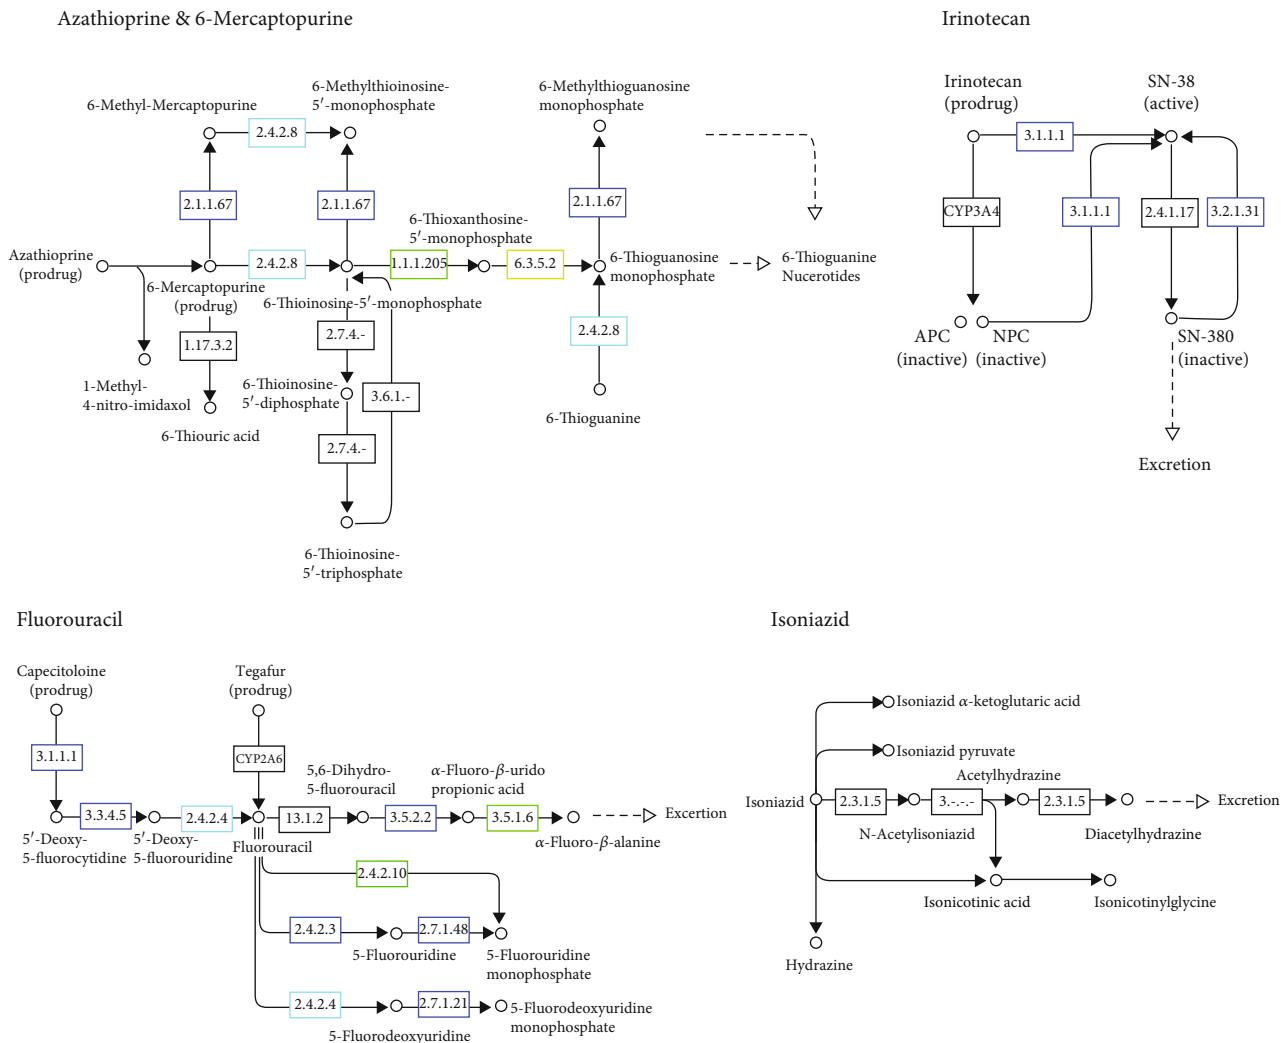 Azathioprine & 6-Mercaptopurine
6-Methyl-Mercaptopurine
6-Methylthioinosine-
5′-monophosphate
6-Methylthioguanosine
monophosphate
2.4.2.8
2.1.1.67
2.1.1.67
2.1.1.67
6-Thioxanthosine-
5′-monophosphate
Azathioprine
(prodrug)
2.4.2.8
1.1.1.205
6.3.5.2
6-Thioguanosine
monophosphate
6-Thioguanine
Nucerotides
6-Mercaptopurine
(prodrug)
6-Thioinosine-5′-monophosphate
1.17.3.2
2.7.4.-
2.4.2.8
1-Methyl-
4-nitro-imidaxol
6-Thioinosine-
5′-diphosphate
3.6.1.-
6-Thiouric acid
6-Thioguanine
2.7.4.-
6-Thioinosine-
5′-triphosphate
Irinotecan
Irinotecan
(prodrug)
SN-38
(active)
3.1.1.1
CYP3A4
3.1.1.1
2.4.1.17
3.2.1.31
APC
(inactive)
NPC
(inactive)
SN-380
(inactive)
Excretion
Fluorouracil
Capecitoloine
(prodrug)
Tegafur
(prodrug)
3.1.1.1
CYP2A6
5,6-Dihydro-
5-fluorouracil
α-Fluoro-β-urido
propionic acid
3.3.4.5
2.4.2.4
13.1.2
3.5.2.2
3.5.1.6
Excertion
5′-Deoxy-
5-fluorocytidine
5′-Deoxy-
5-fluorouridine
Fluorouracil
α-Fluoro-β-alanine
2.4.2.10
2.4.2.3
2.7.1.48
5-Fluorouridine
5-Fluorouridine
monophosphate
2.4.2.4
2.7.1.21
5-Fluorodeoxyuridine
5-Fluorodeoxyuridine
monophosphate
Isoniazid
Isoniazid α-ketoglutaric acid
Isoniazid pyruvate
Acetylhydrazine
Isoniazid
2.3.1.5
3.-.-.-
2.3.1.5
Excretion
N-Acetylisoniazid
Diacetylhydrazine
Isonicotinic acid
Isonicotinylglycine
Hydrazine